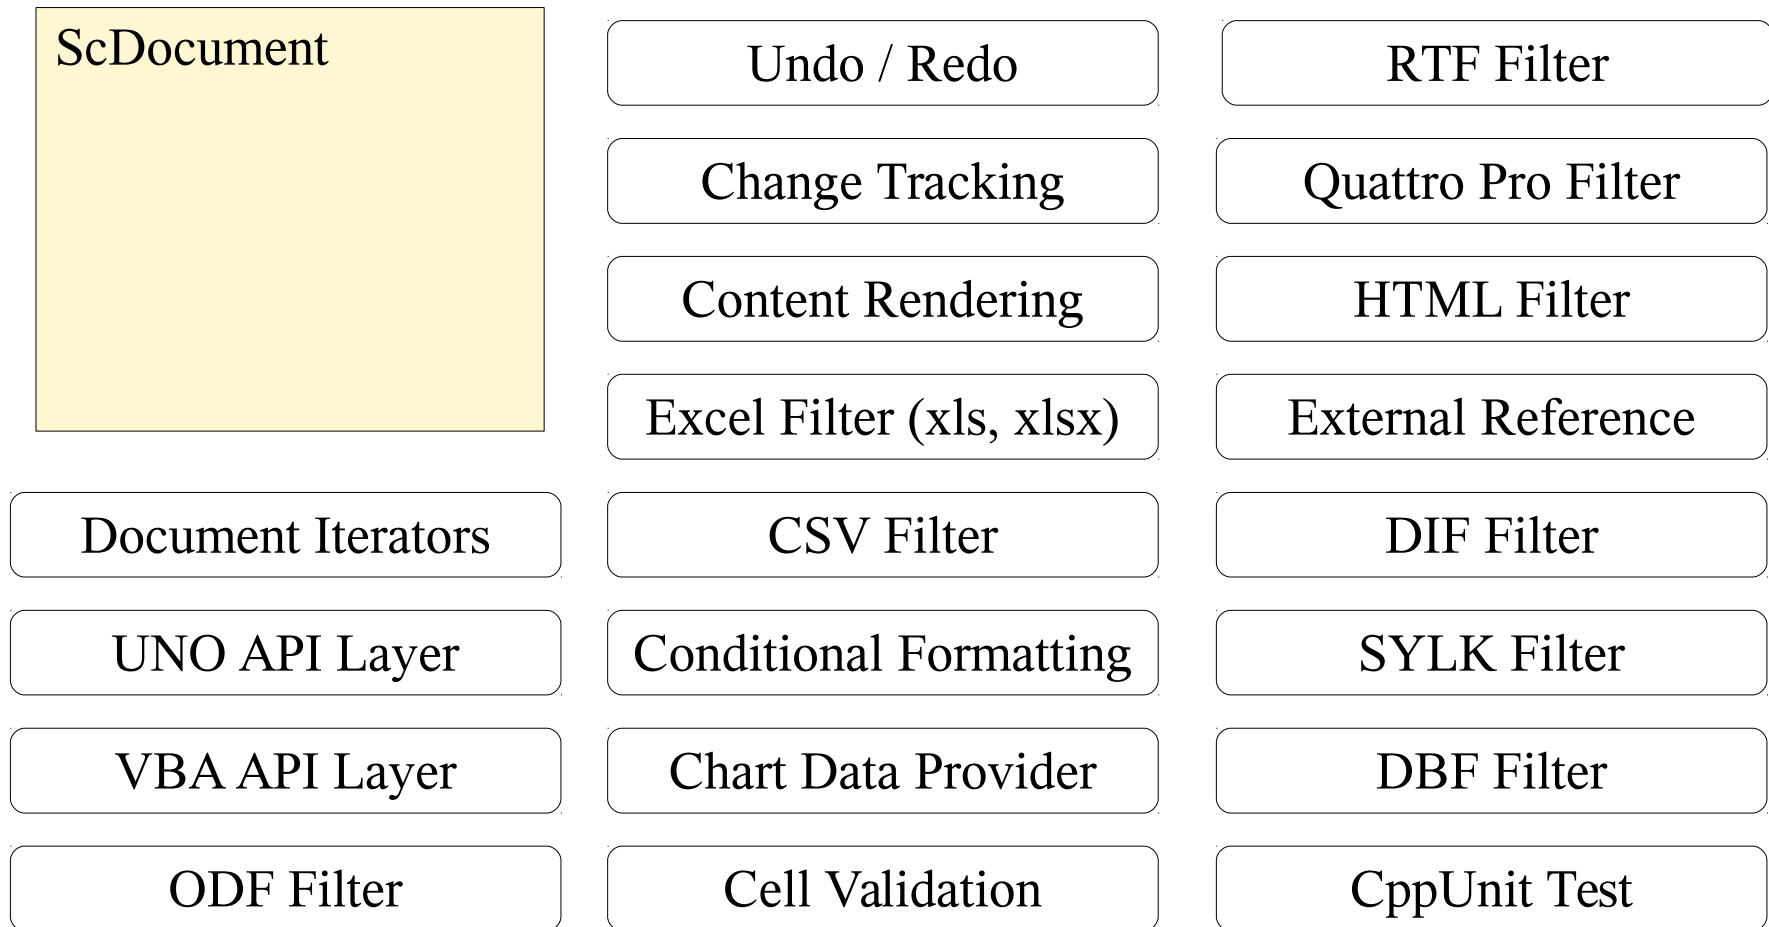 ScDocument
Document Iterators
UNO API Layer
VBA API Layer
ODF Filter
Undo / Redo
Change Tracking
Content Rendering
Excel Filter (xls, xlsx)
CSV Filter
Conditional Formatting
Chart Data Provider
Cell Validation
RTF Filter
Quattro Pro Filter
HTML Filter
External Reference
DIF Filter
SYLK Filter
DBF Filter
CppUnit Test